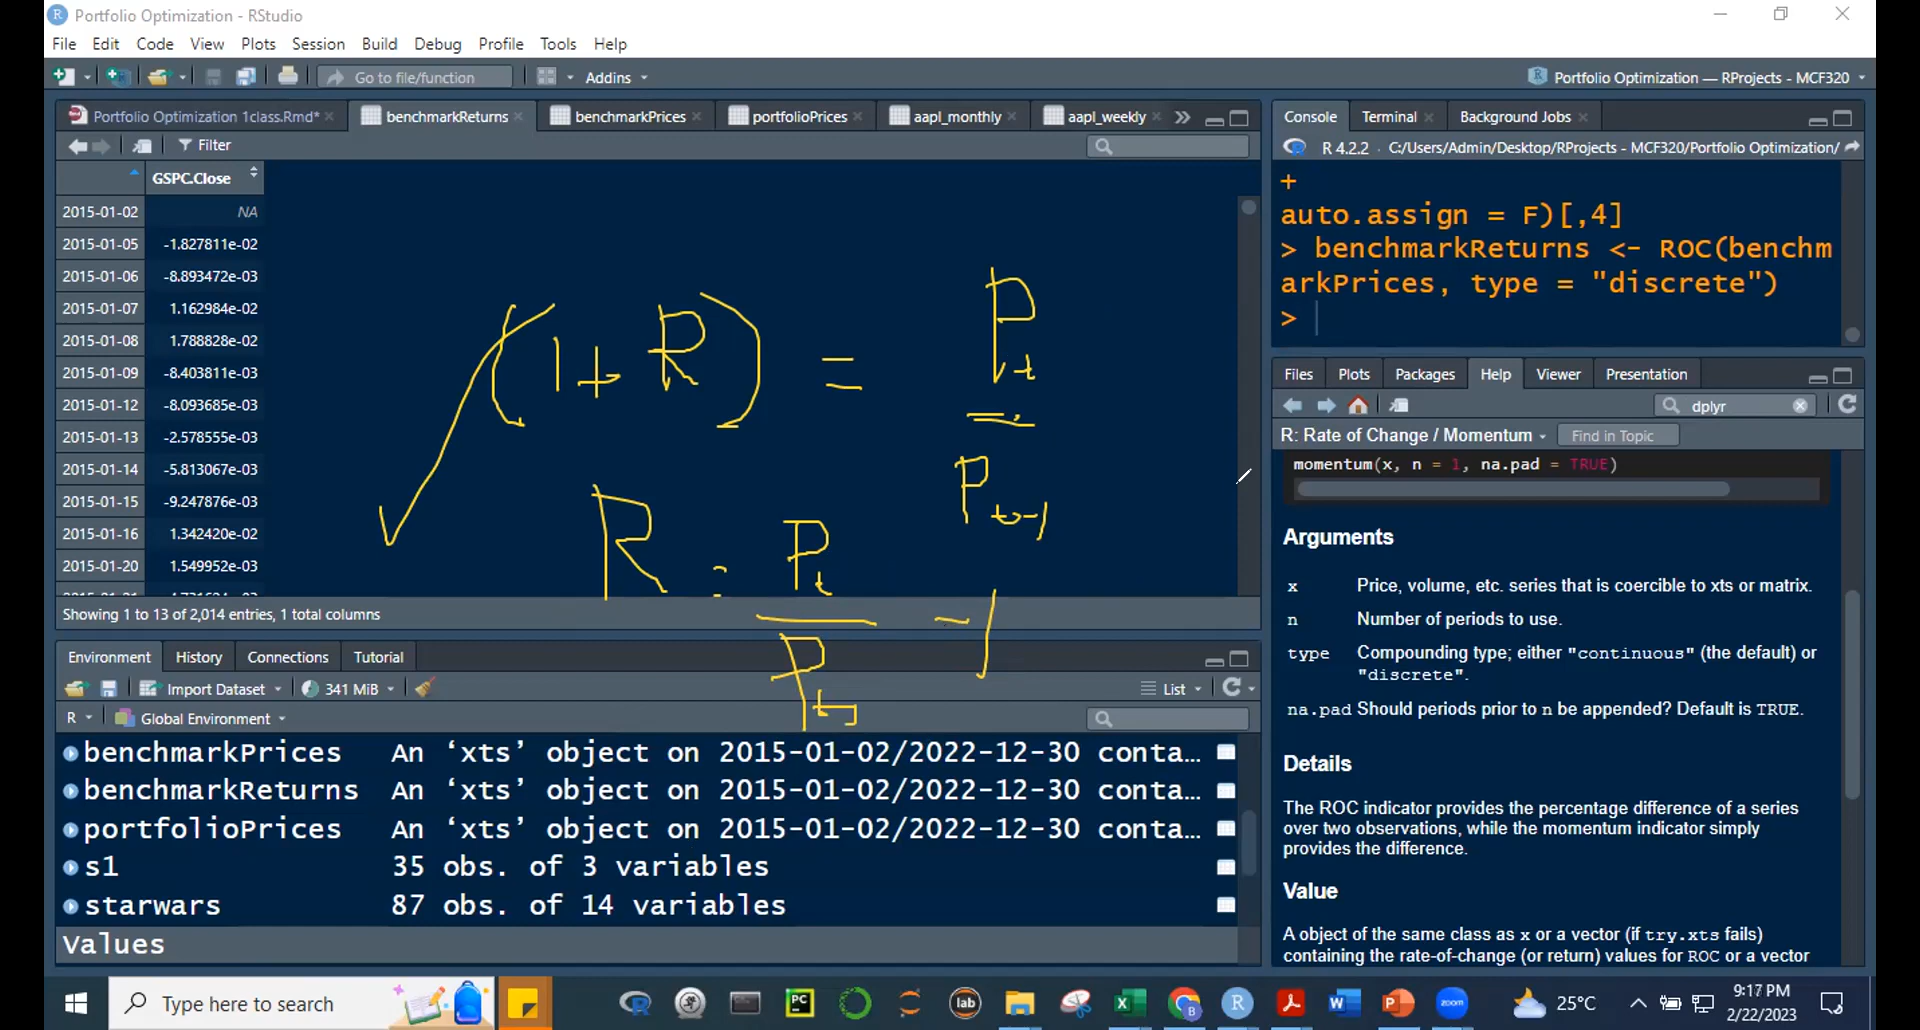 Portfolio Optimization - RStudio
File Edit Code View Plots Session Build Debug Profile Tools Help
Go to file/function Addins Portfolio Optimization — RProjects - MCF320
Portfolio Optimization 1class.Rmd* benchmarkReturns benchmarkPrices portfolioPrices aapl_monthly aapl_weekly
Filter
GSPC.Close
2015-01-02 NA
2015-01-05 -1.827811e-02
2015-01-06 -8.893472e-03
2015-01-07 1.162984e-02
2015-01-08 1.788828e-02
2015-01-09 -8.403811e-03
2015-01-12 -8.093685e-03
2015-01-13 -2.578555e-03
2015-01-14 -5.813067e-03
2015-01-15 -9.247876e-03
2015-01-16 1.342420e-02
2015-01-20 1.549952e-03
Showing 1 to 13 of 2,014 entries, 1 total columns
(1+R) = Pt
Pt-1
R = Pt - 1
Environment History Connections Tutorial
Import Dataset 341 MiB List
R Global Environment
benchmarkPrices An ‘xts’ object on 2015-01-02/2022-12-30 conta…
benchmarkReturns An ‘xts’ object on 2015-01-02/2022-12-30 conta…
portfolioPrices An ‘xts’ object on 2015-01-02/2022-12-30 conta…
s1 35 obs. of 3 variables
starwars 87 obs. of 14 variables
Values
Console Terminal Background Jobs
R 4.2.2 · C:/Users/Admin/Desktop/RProjects - MCF320/Portfolio Optimization/
+
auto.assign = F)[,4]
> benchmarkReturns <- ROC(benchm
arkPrices, type = "discrete")
>
Files Plots Packages Help Viewer Presentation
dplyr
R: Rate of Change / Momentum Find in Topic
momentum(x, n = 1, na.pad = TRUE)
Arguments
x Price, volume, etc. series that is coercible to xts or matrix.
n Number of periods to use.
type Compounding type; either "continuous" (the default) or
"discrete".
na.pad Should periods prior to n be appended? Default is TRUE.
Details
The ROC indicator provides the percentage difference of a series
over two observations, while the momentum indicator simply
provides the difference.
Value
A object of the same class as x or a vector (if try.xts fails)
containing the rate-of-change (or return) values for ROC or a vector
Type here to search PC lab zoom 25°C 9:17 PM
2/22/2023